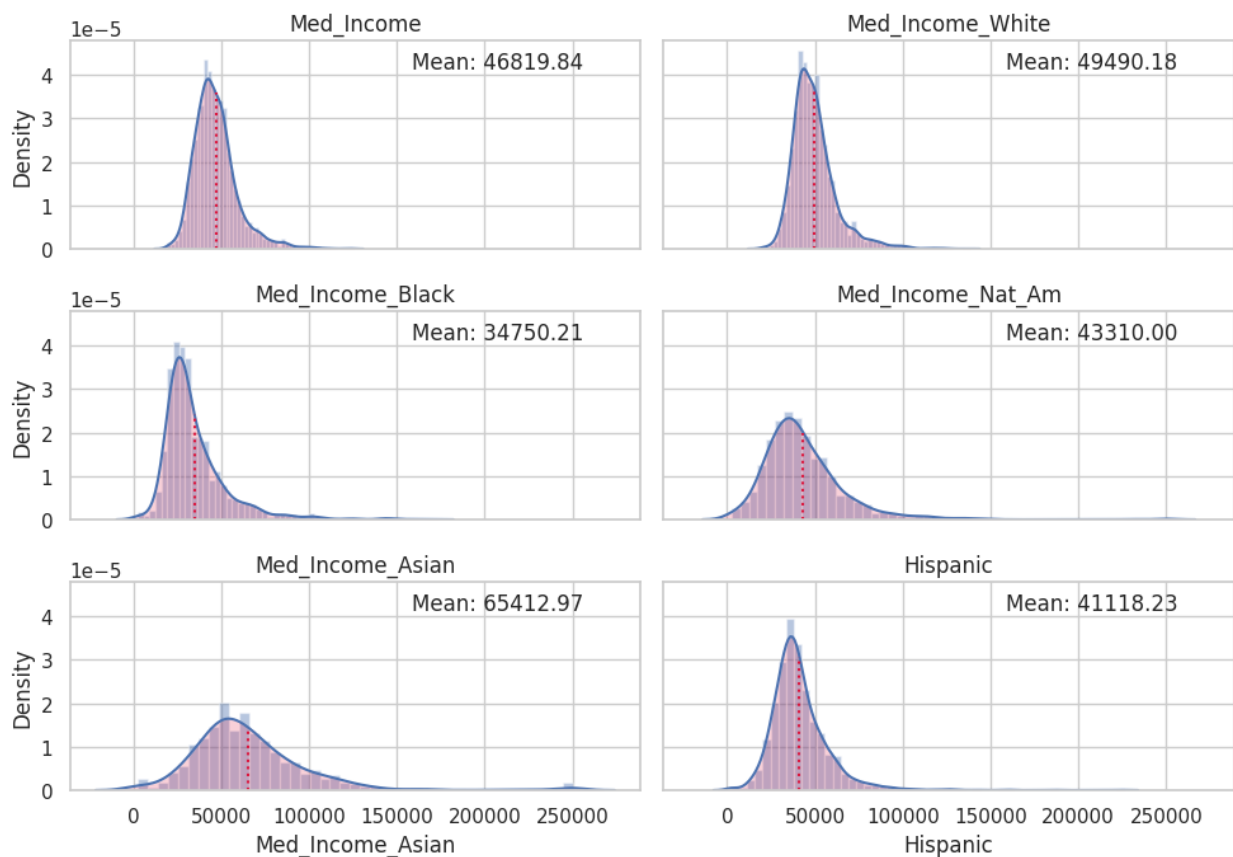 Med_Income
1e−5
Mean: 46819.84
Density
4
3
2
1
0
Med_Income_White
Mean: 49490.18
Med_Income_Black
1e−5
Mean: 34750.21
Density
4
3
2
1
0
Med_Income_Nat_Am
Mean: 43310.00
Med_Income_Asian
1e−5
Mean: 65412.97
Density
4
3
2
1
0
0 50000 100000 150000 200000 250000
Med_Income_Asian
Hispanic
Mean: 41118.23
0 50000 100000 150000 200000 250000
Hispanic